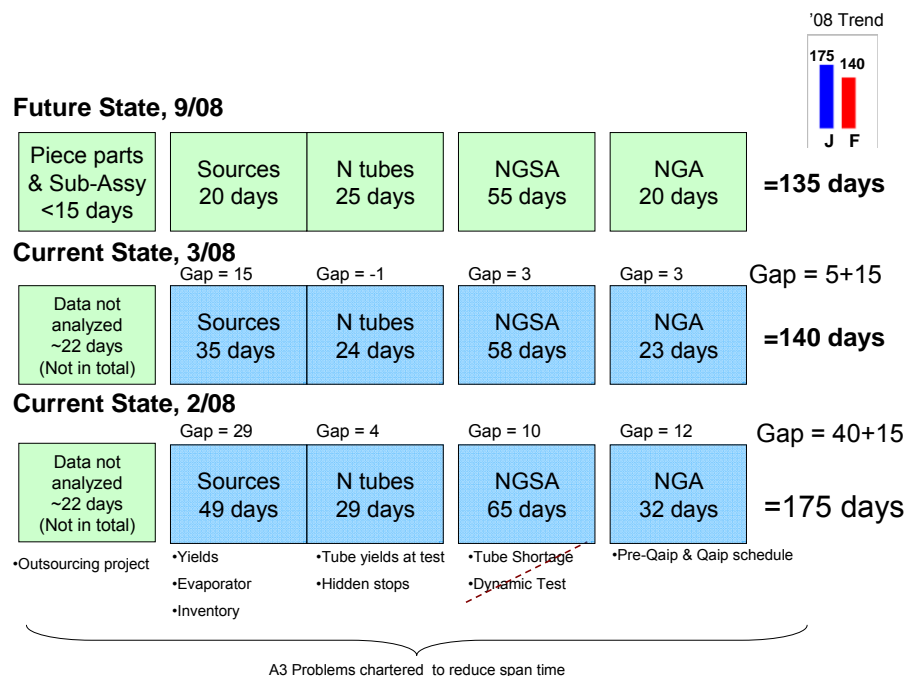 '08 Trend
175
140
J F
Future State, 9/08
Piece parts
& Sub-Assy
<15 days
Sources
20 days
N tubes
25 days
NGSA
55 days
NGA
20 days
=135 days
Current State, 3/08
Gap = 15
Gap = -1
Gap = 3
Gap = 3
Gap = 5+15
Data not
analyzed
~22 days
(Not in total)
Sources
35 days
N tubes
24 days
NGSA
58 days
NGA
23 days
=140 days
Current State, 2/08
Gap = 29
Gap = 4
Gap = 10
Gap = 12
Gap = 40+15
Data not
analyzed
~22 days
(Not in total)
Sources
49 days
N tubes
29 days
NGSA
65 days
NGA
32 days
=175 days
•Outsourcing project
•Yields
•Evaporator
•Inventory
•Tube yields at test
•Hidden stops
•Tube Shortage
•Dynamic Test
•Pre-Qaip & Qaip schedule
A3 Problems chartered to reduce span time